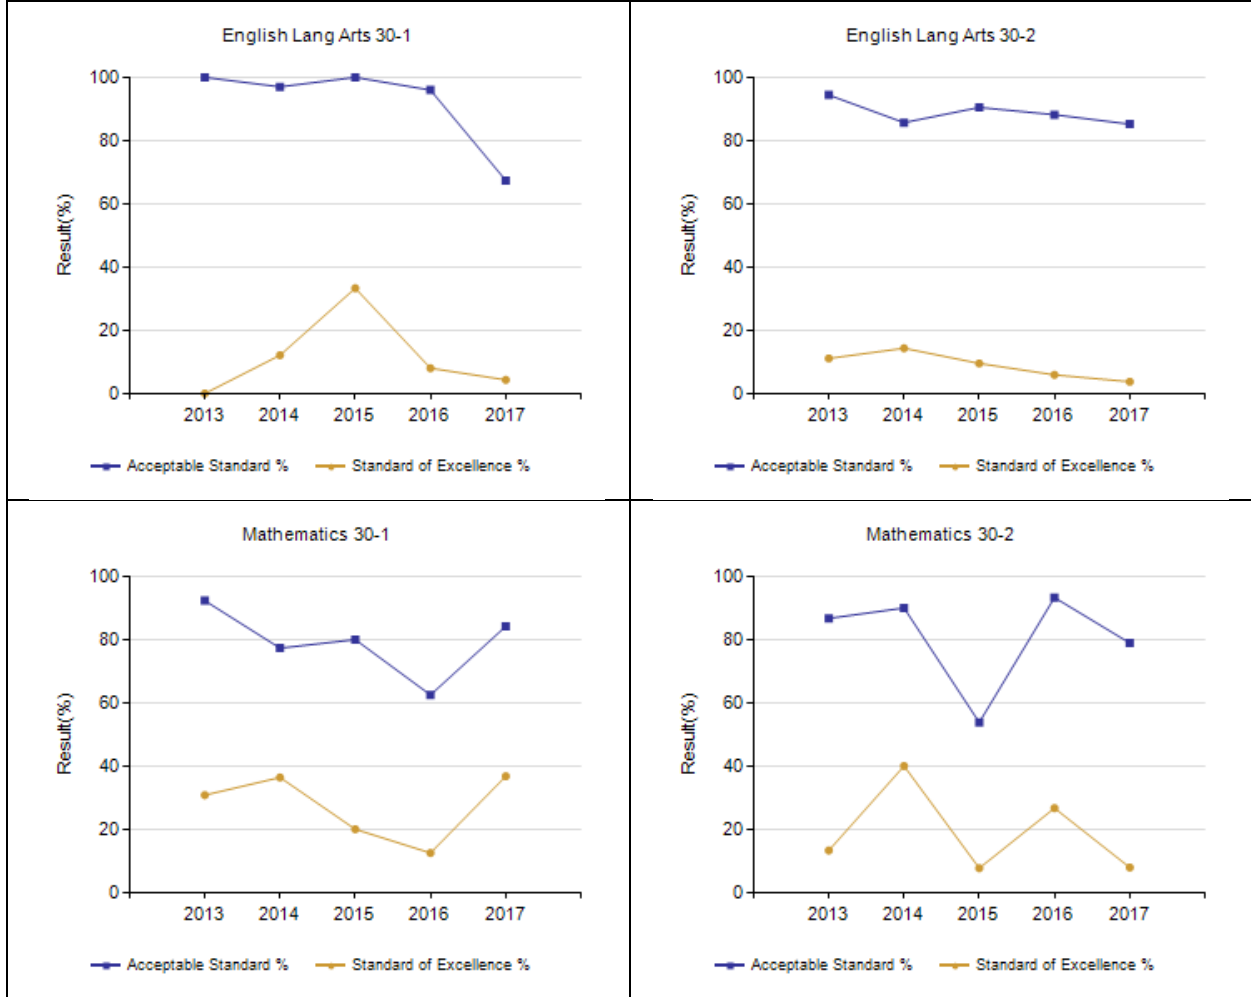 English Lang Arts 30-1
100
80
60
40
20
0
Result(%)
2013 2014 2015 2016 2017
Acceptable Standard % Standard of Excellence %
English Lang Arts 30-2
100
80
60
40
20
0
Result(%)
2013 2014 2015 2016 2017
Acceptable Standard % Standard of Excellence %
Mathematics 30-1
100
80
60
40
20
0
Result(%)
2013 2014 2015 2016 2017
Acceptable Standard % Standard of Excellence %
Mathematics 30-2
100
80
60
40
20
0
Result(%)
2013 2014 2015 2016 2017
Acceptable Standard % Standard of Excellence %